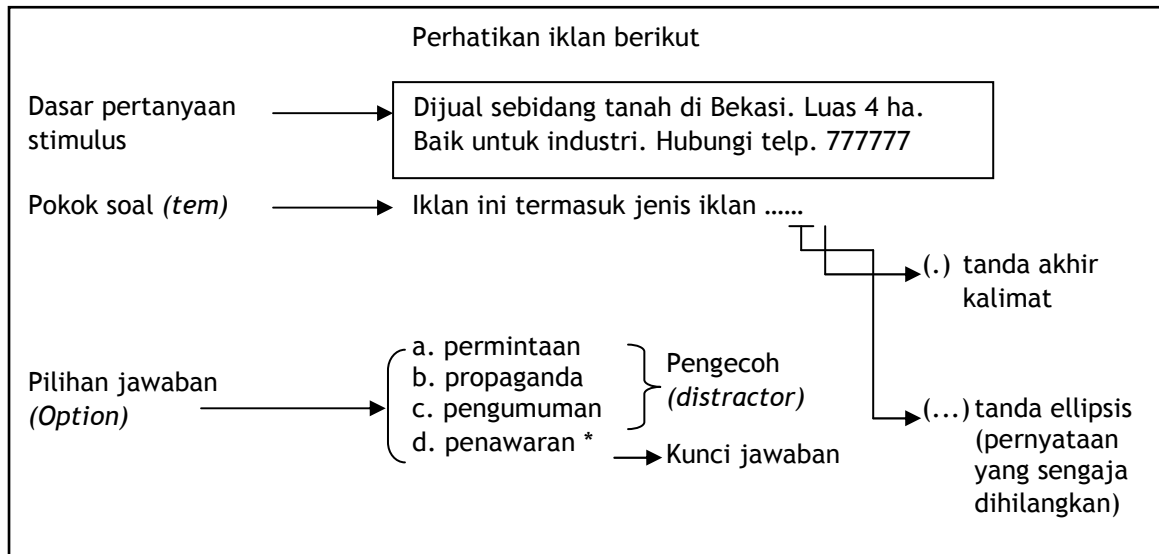 Perhatikan iklan berikut
Dasar pertanyaan
stimulus
Dijual sebidang tanah di Bekasi. Luas 4 ha.
Baik untuk industri. Hubungi telp. 777777
Pokok soal (tem)
Iklan ini termasuk jenis iklan ......
(.) tanda akhir
kalimat
Pilihan jawaban
(Option)
a. permintaan
b. propaganda
c. pengumuman
d. penawaran *
Pengecoh
(distractor)
Kunci jawaban
(...) tanda ellipsis
(pernyataan
yang sengaja
dihilangkan)